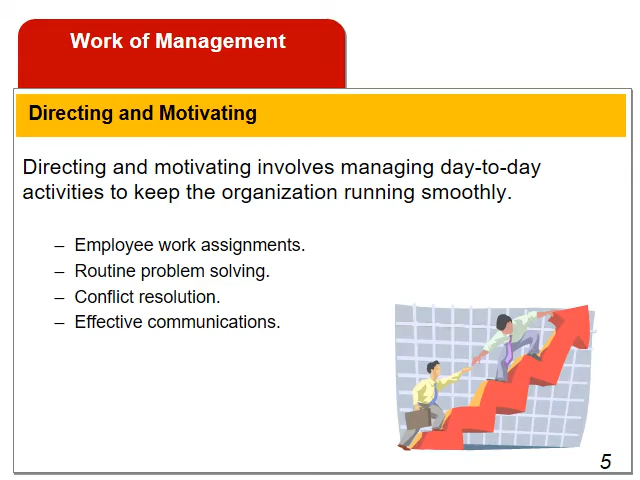 Work of Management
Directing and Motivating
Directing and motivating involves managing day-to-day
activities to keep the organization running smoothly.
– Employee work assignments.
– Routine problem solving.
– Conflict resolution.
– Effective communications.
5